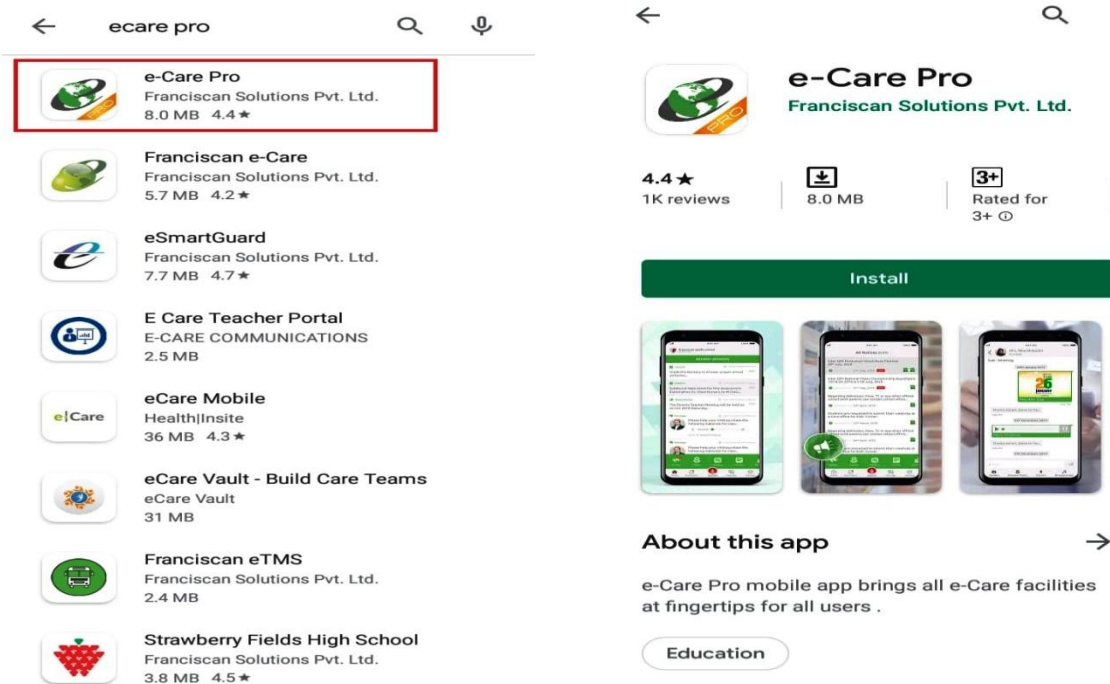 ecare pro
e-Care Pro
Franciscan Solutions Pvt. Ltd.
8.0 MB 4.4★
PRO
Franciscan e-Care
Franciscan Solutions Pvt. Ltd.
5.7 MB 4.2★
eSmartGuard
Franciscan Solutions Pvt. Ltd.
7.7 MB 4.7★
E Care Teacher Portal
E-CARE COMMUNICATIONS
2.5 MB
e|Care
eCare Mobile
Health|Insite
36 MB 4.3★
eCare Vault - Build Care Teams
eCare Vault
31 MB
Franciscan eTMS
Franciscan Solutions Pvt. Ltd.
2.4 MB
Strawberry Fields High School
Franciscan Solutions Pvt. Ltd.
3.8 MB 4.5★
PRO
e-Care Pro
Franciscan Solutions Pvt. Ltd.
4.4★
1K reviews
8.0 MB
3+
Rated for
3+
Install
All Notices
26
About this app
e-Care Pro mobile app brings all e-Care facilities
at fingertips for all users .
Education